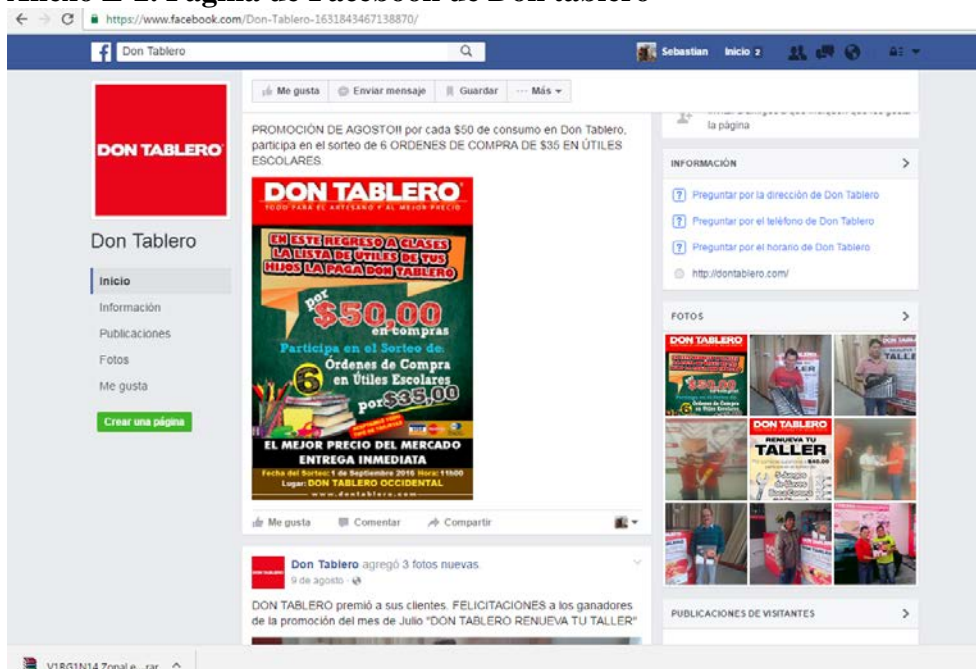 Anexo E 1. Página de Facebook de Don tablero
https://www.facebook.com/Don-Tablero-1631843467138870/
Don Tablero
Sebastian Inicio 2
DON TABLERO
Don Tablero
Inicio
Información
Publicaciones
Fotos
Me gusta
Crear una página
Me gusta Enviar mensaje Guardar ··· Más
PROMOCIÓN DE AGOSTO!! por cada $50 de consumo en Don Tablero,
participa en el sorteo de 6 ORDENES DE COMPRA DE $35 EN ÚTILES
ESCOLARES.
DON TABLERO
TODO PARA EL ARTESANO Y AL MEJOR PRECIO
EN ESTE REGRESO A CLASES
LA LISTA DE ÚTILES DE TUS
HIJOS LA PAGA DON TABLERO
por
$50,00
en compras
Participa en el Sorteo de:
6 Órdenes de Compra
en Útiles Escolares
por $35,00
EL MEJOR PRECIO DEL MERCADO
ENTREGA INMEDIATA
Fecha del Sorteo: 1 de Septiembre 2016 Hora: 11h00
Lugar: DON TABLERO OCCIDENTAL
www.dontablero.com
Me gusta Comentar Compartir
Don Tablero agregó 3 fotos nuevas.
9 de agosto ·
DON TABLERO premió a sus clientes. FELICITACIONES a los ganadores
de la promoción del mes de Julio "DON TABLERO RENUEVA TU TALLER"
la página
INFORMACIÓN
Preguntar por la dirección de Don Tablero
Preguntar por el teléfono de Don Tablero
Preguntar por el horario de Don Tablero
http://dontablero.com/
FOTOS
DON TABLERO
$50,00
6
$35,00
DON TABLERO
RENUEVA TU
TALLER
PUBLICACIONES DE VISITANTES
V1RG1N14 Zonal e....rar